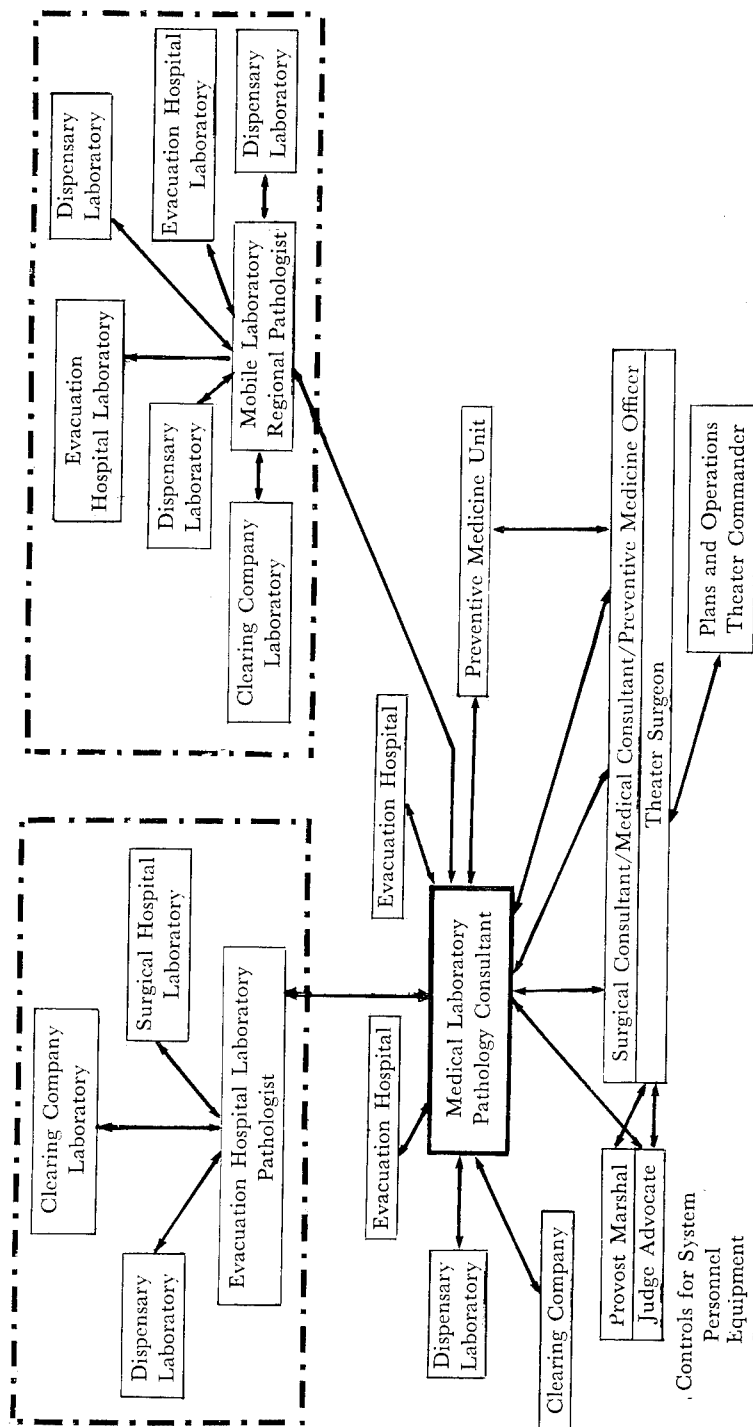 Clearing Company
Laboratory
Dispensary
Laboratory
Surgical Hospital
Laboratory
Evacuation Hospital Laboratory
Pathologist
Evacuation
Hospital Laboratory
Dispensary
Laboratory
Dispensary
Laboratory
Evacuation Hospital
Laboratory
Clearing Company
Laboratory
Mobile Laboratory
Regional Pathologist
Dispensary
Laboratory
Evacuation Hospital
Evacuation Hospital
Dispensary
Laboratory
Medical Laboratory
Pathology Consultant
Preventive Medicine Unit
Clearing Company
Provost Marshal
Judge Advocate
Surgical Consultant/Medical Consultant/Preventive Medicine Officer
Theater Surgeon
Controls for System
Personnel
Equipment
Plans and Operations
Theater Commander